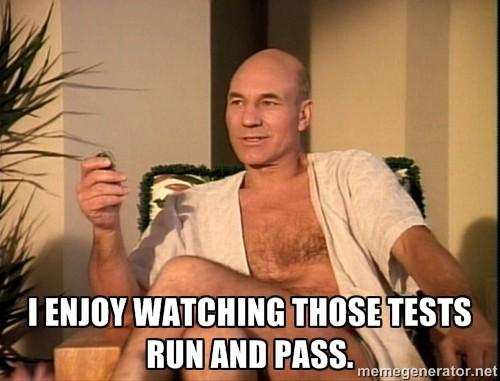 I ENJOY WATCHING THOSE TESTS
RUN AND PASS.
memegenerator.net